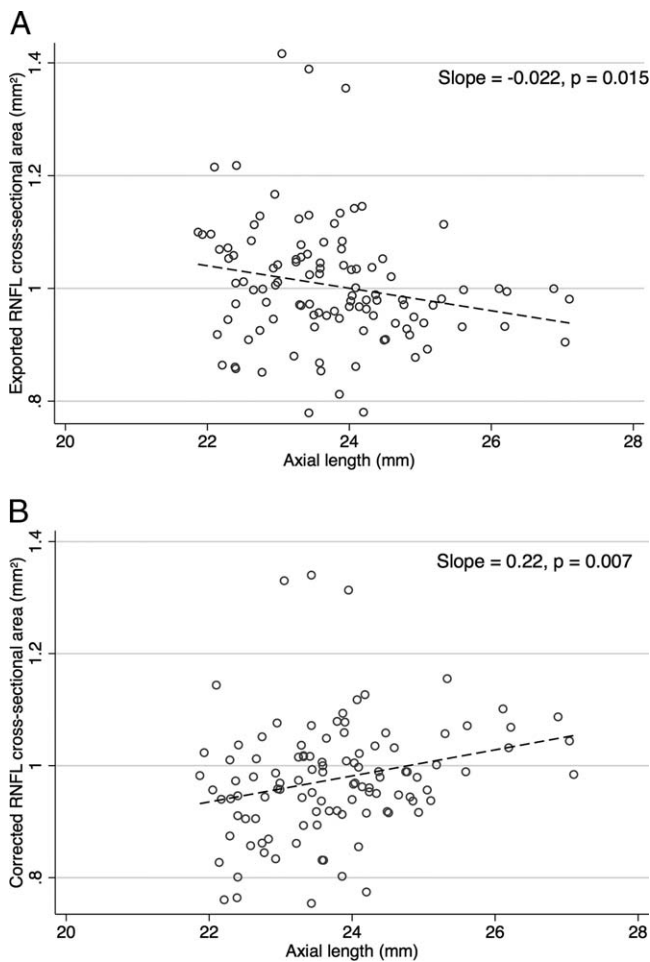 A
Exported RNFL cross-sectional area (mm²)
1.4
1.2
1
.8
Slope = -0.022, p = 0.015
20 22 24 26 28
Axial length (mm)
B
Corrected RNFL cross-sectional area (mm²)
1.4
1.2
1
.8
Slope = 0.22, p = 0.007
20 22 24 26 28
Axial length (mm)